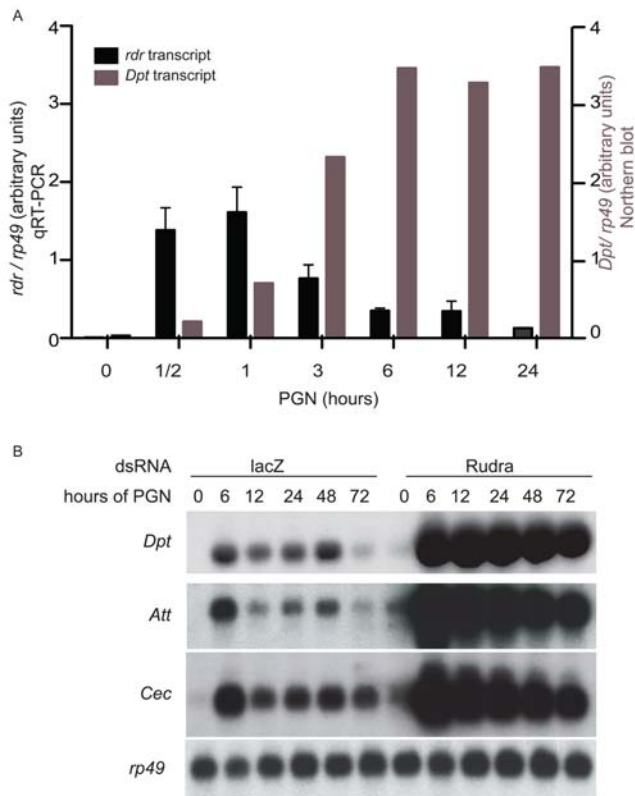 A
rdr transcript
Dpt transcript
rdr / rp49 (arbitrary units)
qRT-PCR
4
3
2
1
0
4
3
2
1
0
Dpt/ rp49 (arbitrary units)
Northern blot
0 1/2 1 3 6 12 24
PGN (hours)
B
dsRNA lacZ Rudra
hours of PGN 0 6 12 24 48 72 0 6 12 24 48 72
Dpt
Att
Cec
rp49